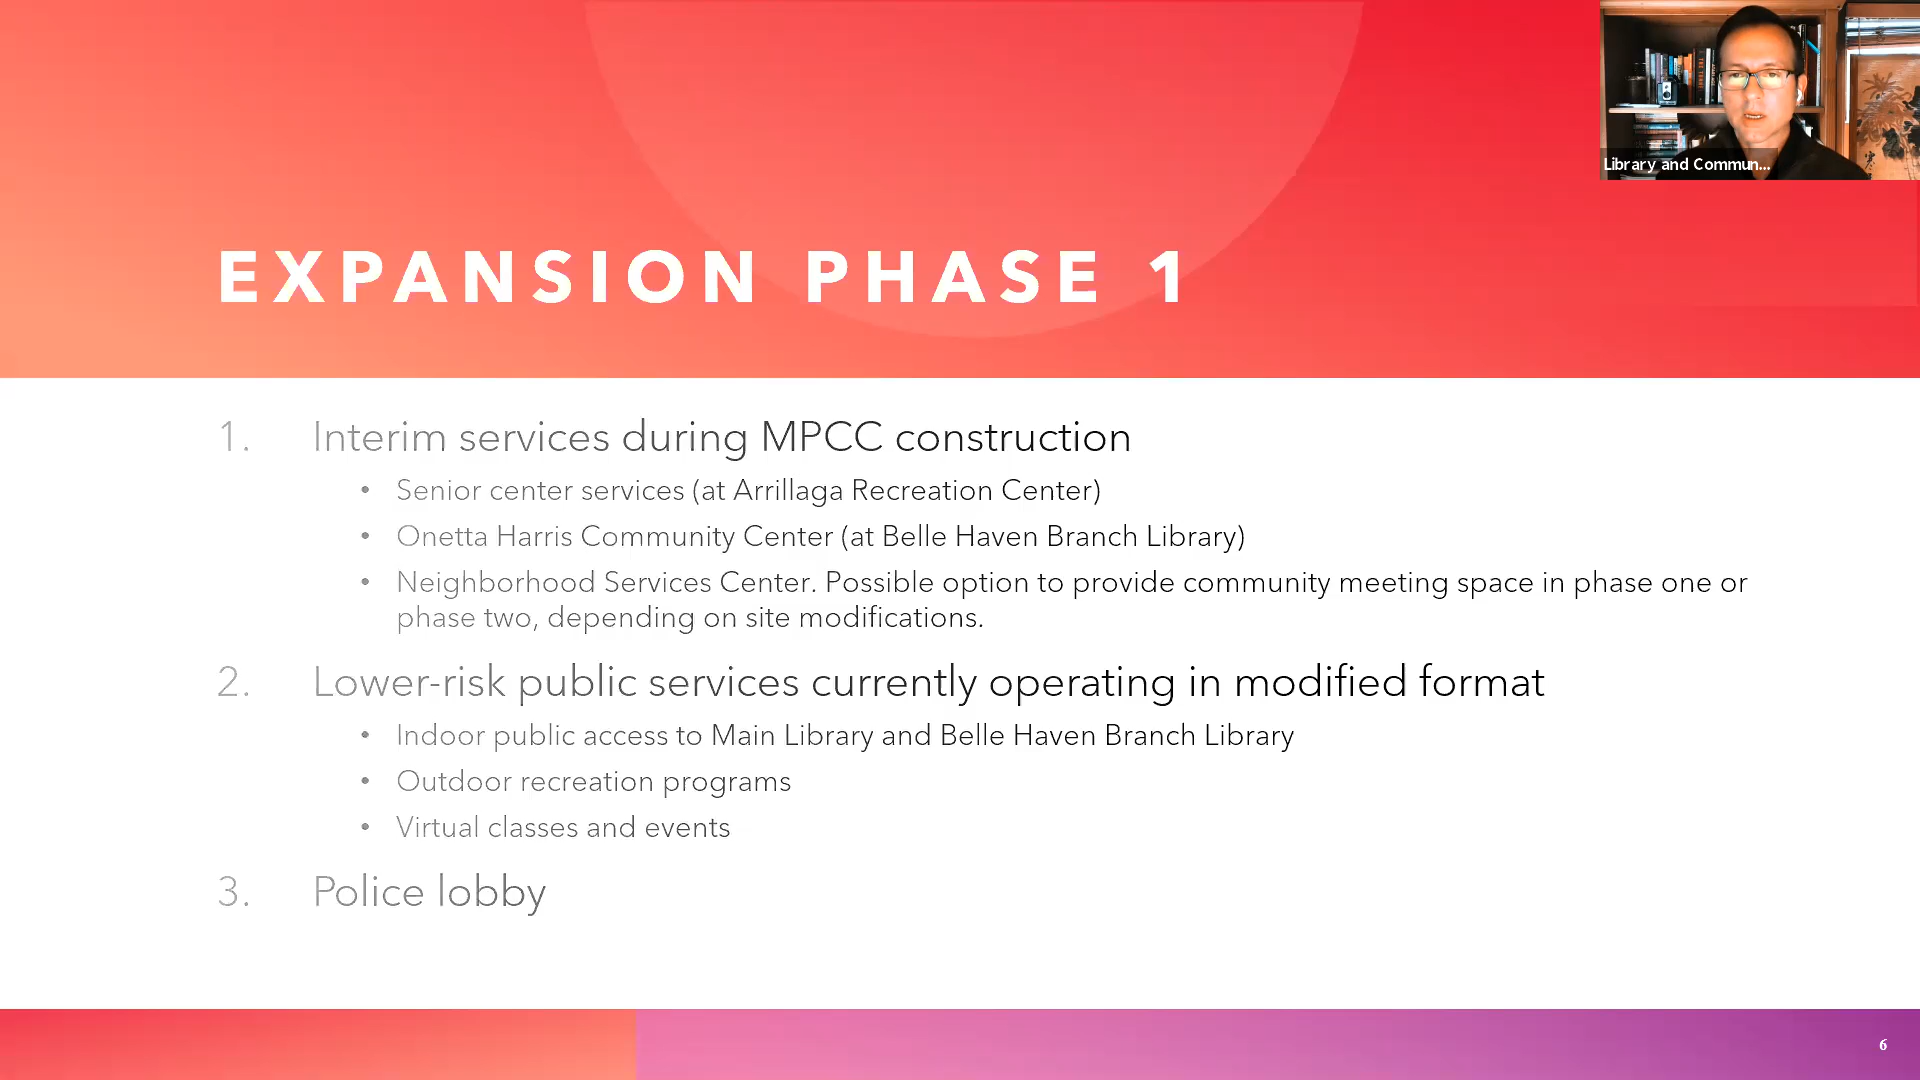 Library and Commun...
EXPANSION PHASE 1
1. Interim services during MPCC construction
• Senior center services (at Arrillaga Recreation Center)
• Onetta Harris Community Center (at Belle Haven Branch Library)
• Neighborhood Services Center. Possible option to provide community meeting space in phase one or
phase two, depending on site modifications.
2. Lower-risk public services currently operating in modified format
• Indoor public access to Main Library and Belle Haven Branch Library
• Outdoor recreation programs
• Virtual classes and events
3. Police lobby
6